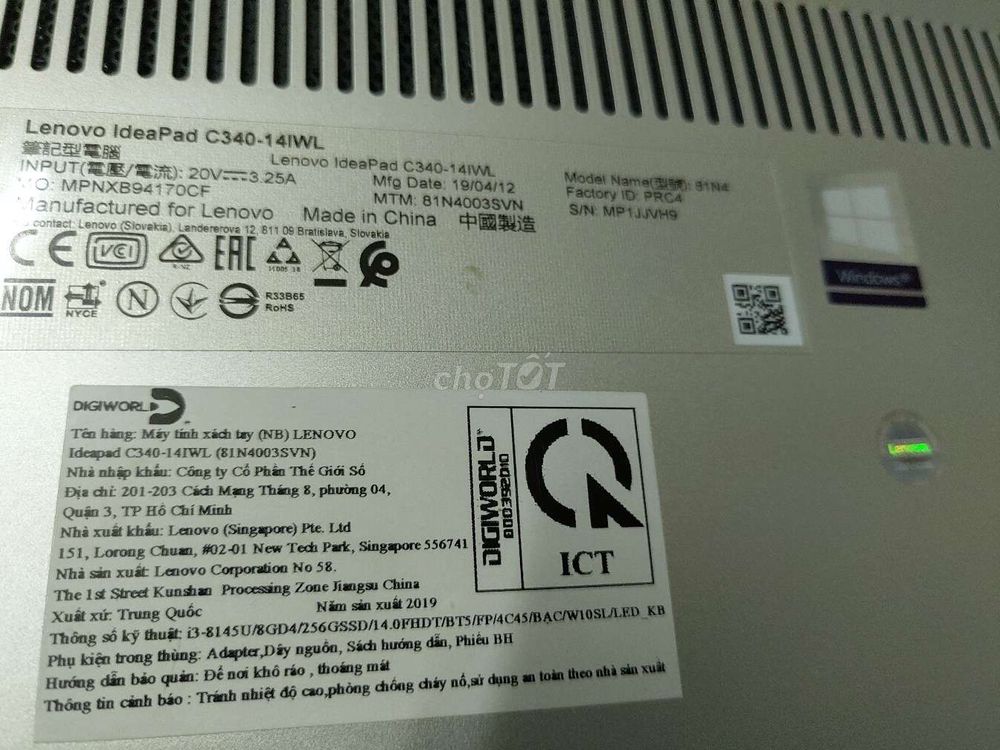 Lenovo IdeaPad C340-14IWL
筆記型電腦
Lenovo IdeaPad C340-14IWL
INPUT(電壓/電流): 20V⎓3.25A
Mfg Date: 19/04/12
Model Name(型號): 81N4
MO: MPNXB94170CF
MTM: 81N4003SVN
Factory ID: PRC4
Manufactured for Lenovo
Made in China 中國製造
S/N: MP1JJVH9
contact: Lenovo (Slovakia), Landererova 12, 811 09 Bratislava, Slovakia
CE VCI EAC
NOM NYCE N R33B65
RoHS
Windows
choTỐT
DIGIWORLD
Tên hàng: Máy tính xách tay (NB) LENOVO
Ideapad C340-14IWL (81N4003SVN)
Nhà nhập khẩu: Công ty Cổ Phần Thế Giới Số
Địa chỉ: 201-203 Cách Mạng Tháng 8, phường 04,
Quận 3, TP Hồ Chí Minh
Nhà xuất khẩu: Lenovo (Singapore) Pte. Ltd
151, Lorong Chuan, #02-01 New Tech Park, Singapore 556741
Nhà sản xuất: Lenovo Corporation No 58.
The 1st Street Kunshan Processing Zone Jiangsu China
Xuất xứ: Trung Quốc
Năm sản xuất 2019
Thông số kỹ thuật: i3-8145U/8GD4/256GSSD/14.0FHDT/BT5/FP/4C45/BẠC/W10SL/LED_KB
Phụ kiện trong thùng: Adapter,Dây nguồn, Sách hướng dẫn, Phiếu BH
Hướng dẫn bảo quản: Để nơi khô ráo , thoáng mát
Thông tin cảnh báo : Tránh nhiệt độ cao,phòng chống cháy nổ,sử dụng an toàn theo nhà sản xuất
DIGIWORLD
0003952010
ICT
Lenovo